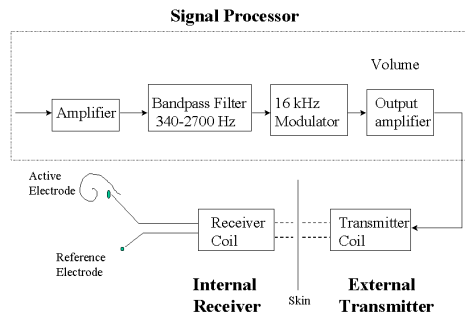 Signal Processor
Volume
Amplifier
Bandpass Filter
340-2700 Hz
16 kHz
Modulator
Output
amplifier
Active
Electrode
Receiver
Coil
Transmitter
Coil
Reference
Electrode
Internal
Receiver
Skin
External
Transmitter